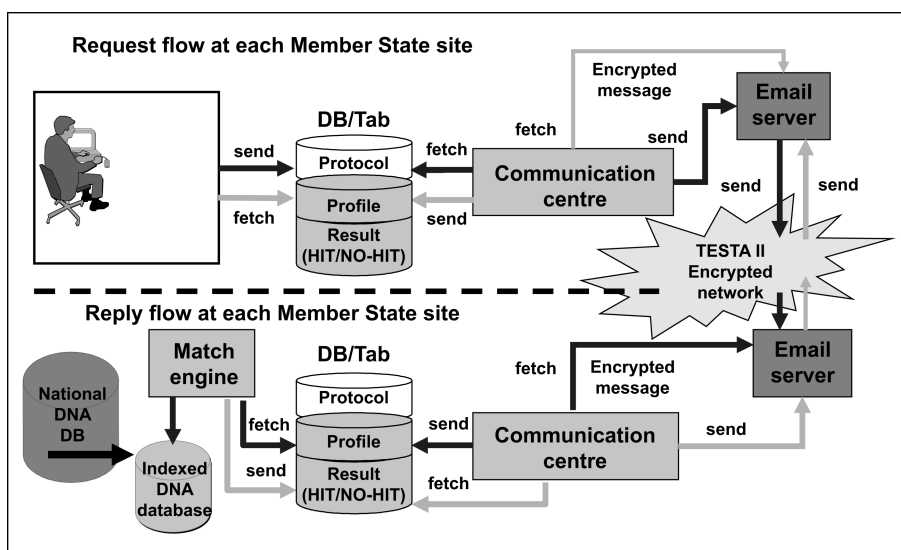 Request flow at each Member State site
Encrypted
message
Email
server
DB/Tab
fetch
send
send
fetch
Protocol
Communication
centre
send
send
fetch
Profile
send
Result
(HIT/NO-HIT)
TESTA II
Encrypted
network
Reply flow at each Member State site
Match
engine
DB/Tab
fetch
Encrypted
message
Email
server
National
DNA
DB
Protocol
fetch
send
Profile
Communication
centre
send
send
Indexed
DNA
database
Result
(HIT/NO-HIT)
fetch